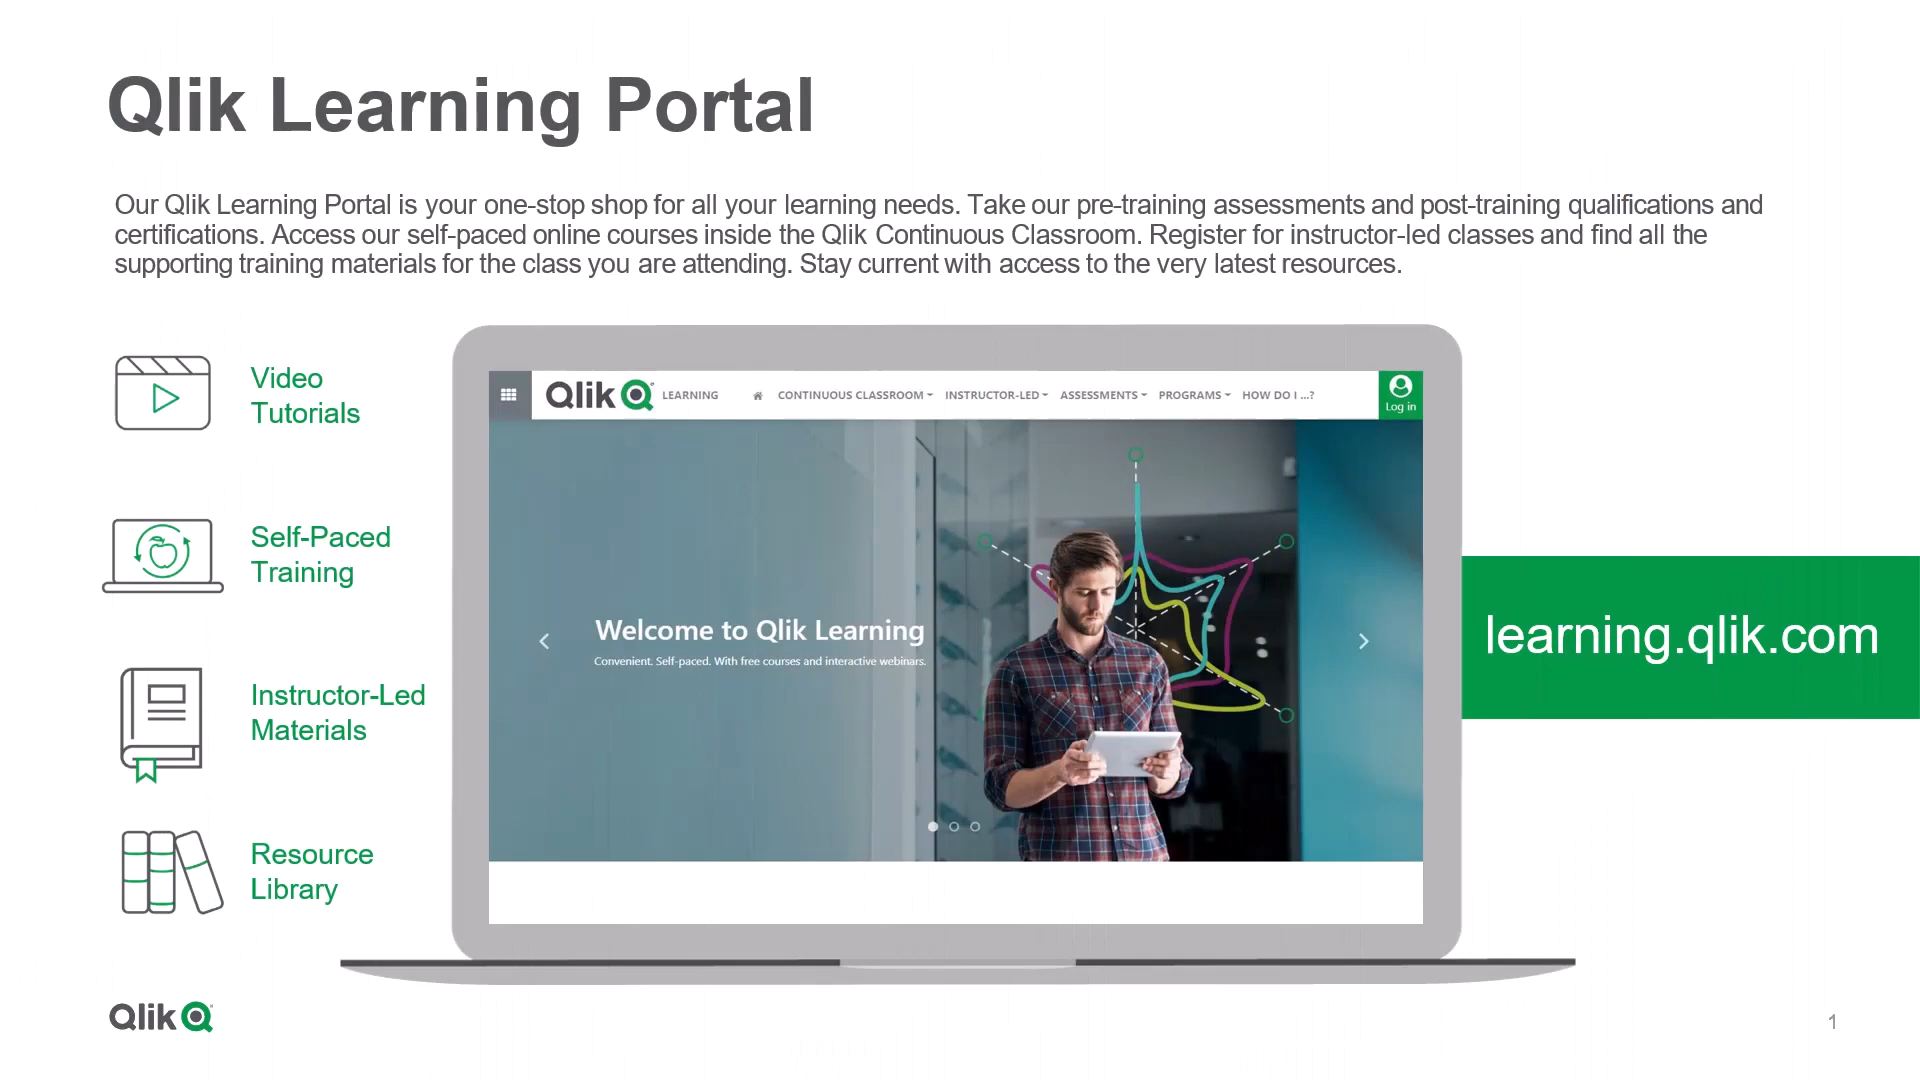 Qlik Learning Portal
Our Qlik Learning Portal is your one-stop shop for all your learning needs. Take our pre-training assessments and post-training qualifications and
certifications. Access our self-paced online courses inside the Qlik Continuous Classroom. Register for instructor-led classes and find all the
supporting training materials for the class you are attending. Stay current with access to the very latest resources.
Video
Tutorials
Self-Paced
Training
Instructor-Led
Materials
Resource
Library
Qlik LEARNING CONTINUOUS CLASSROOM INSTRUCTOR-LED ASSESSMENTS PROGRAMS HOW DO I ...?
Log in
Welcome to Qlik Learning
Convenient. Self-paced. With free courses and interactive webinars.
learning.qlik.com
Qlik
1